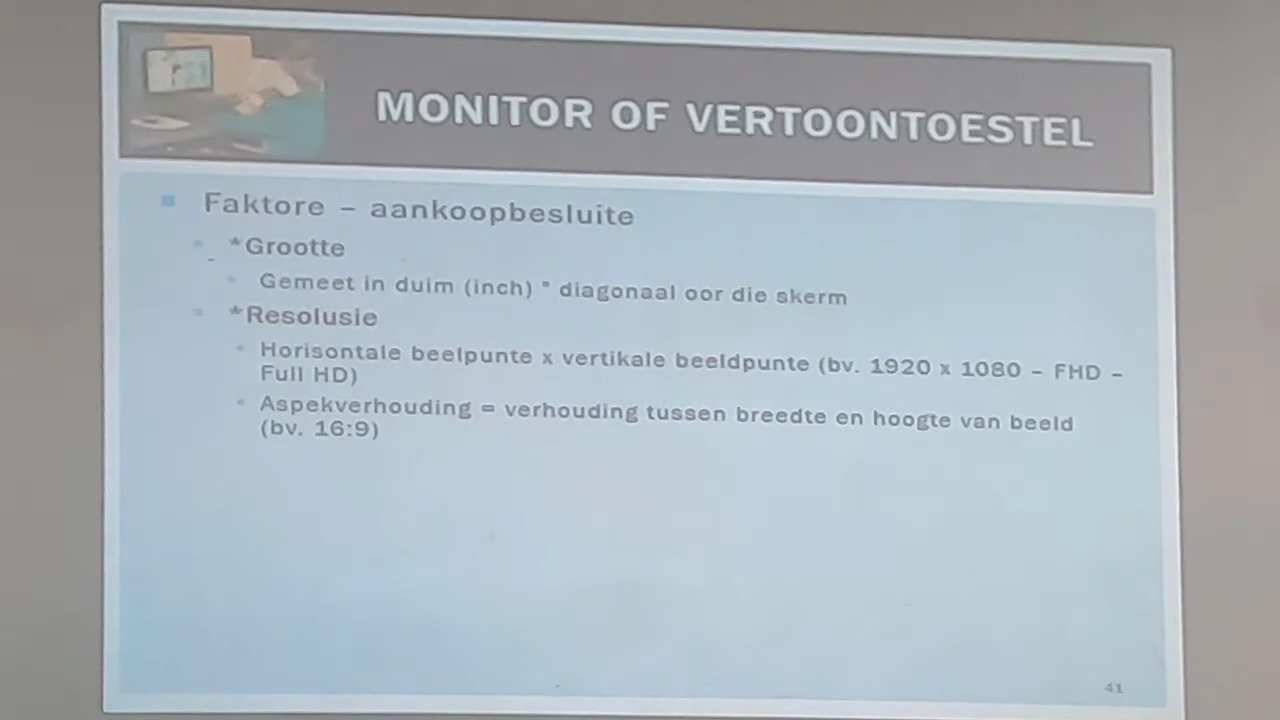 MONITOR OF VERTOONTOESTEL
Faktore – aankoopbesluite
*Grootte
Gemeet in duim (inch) " diagonaal oor die skerm
*Resolusie
Horisontale beelpunte x vertikale beeldpunte (bv. 1920 x 1080 – FHD –
Full HD)
Aspekverhouding = verhouding tussen breedte en hoogte van beeld
(bv. 16:9)
41